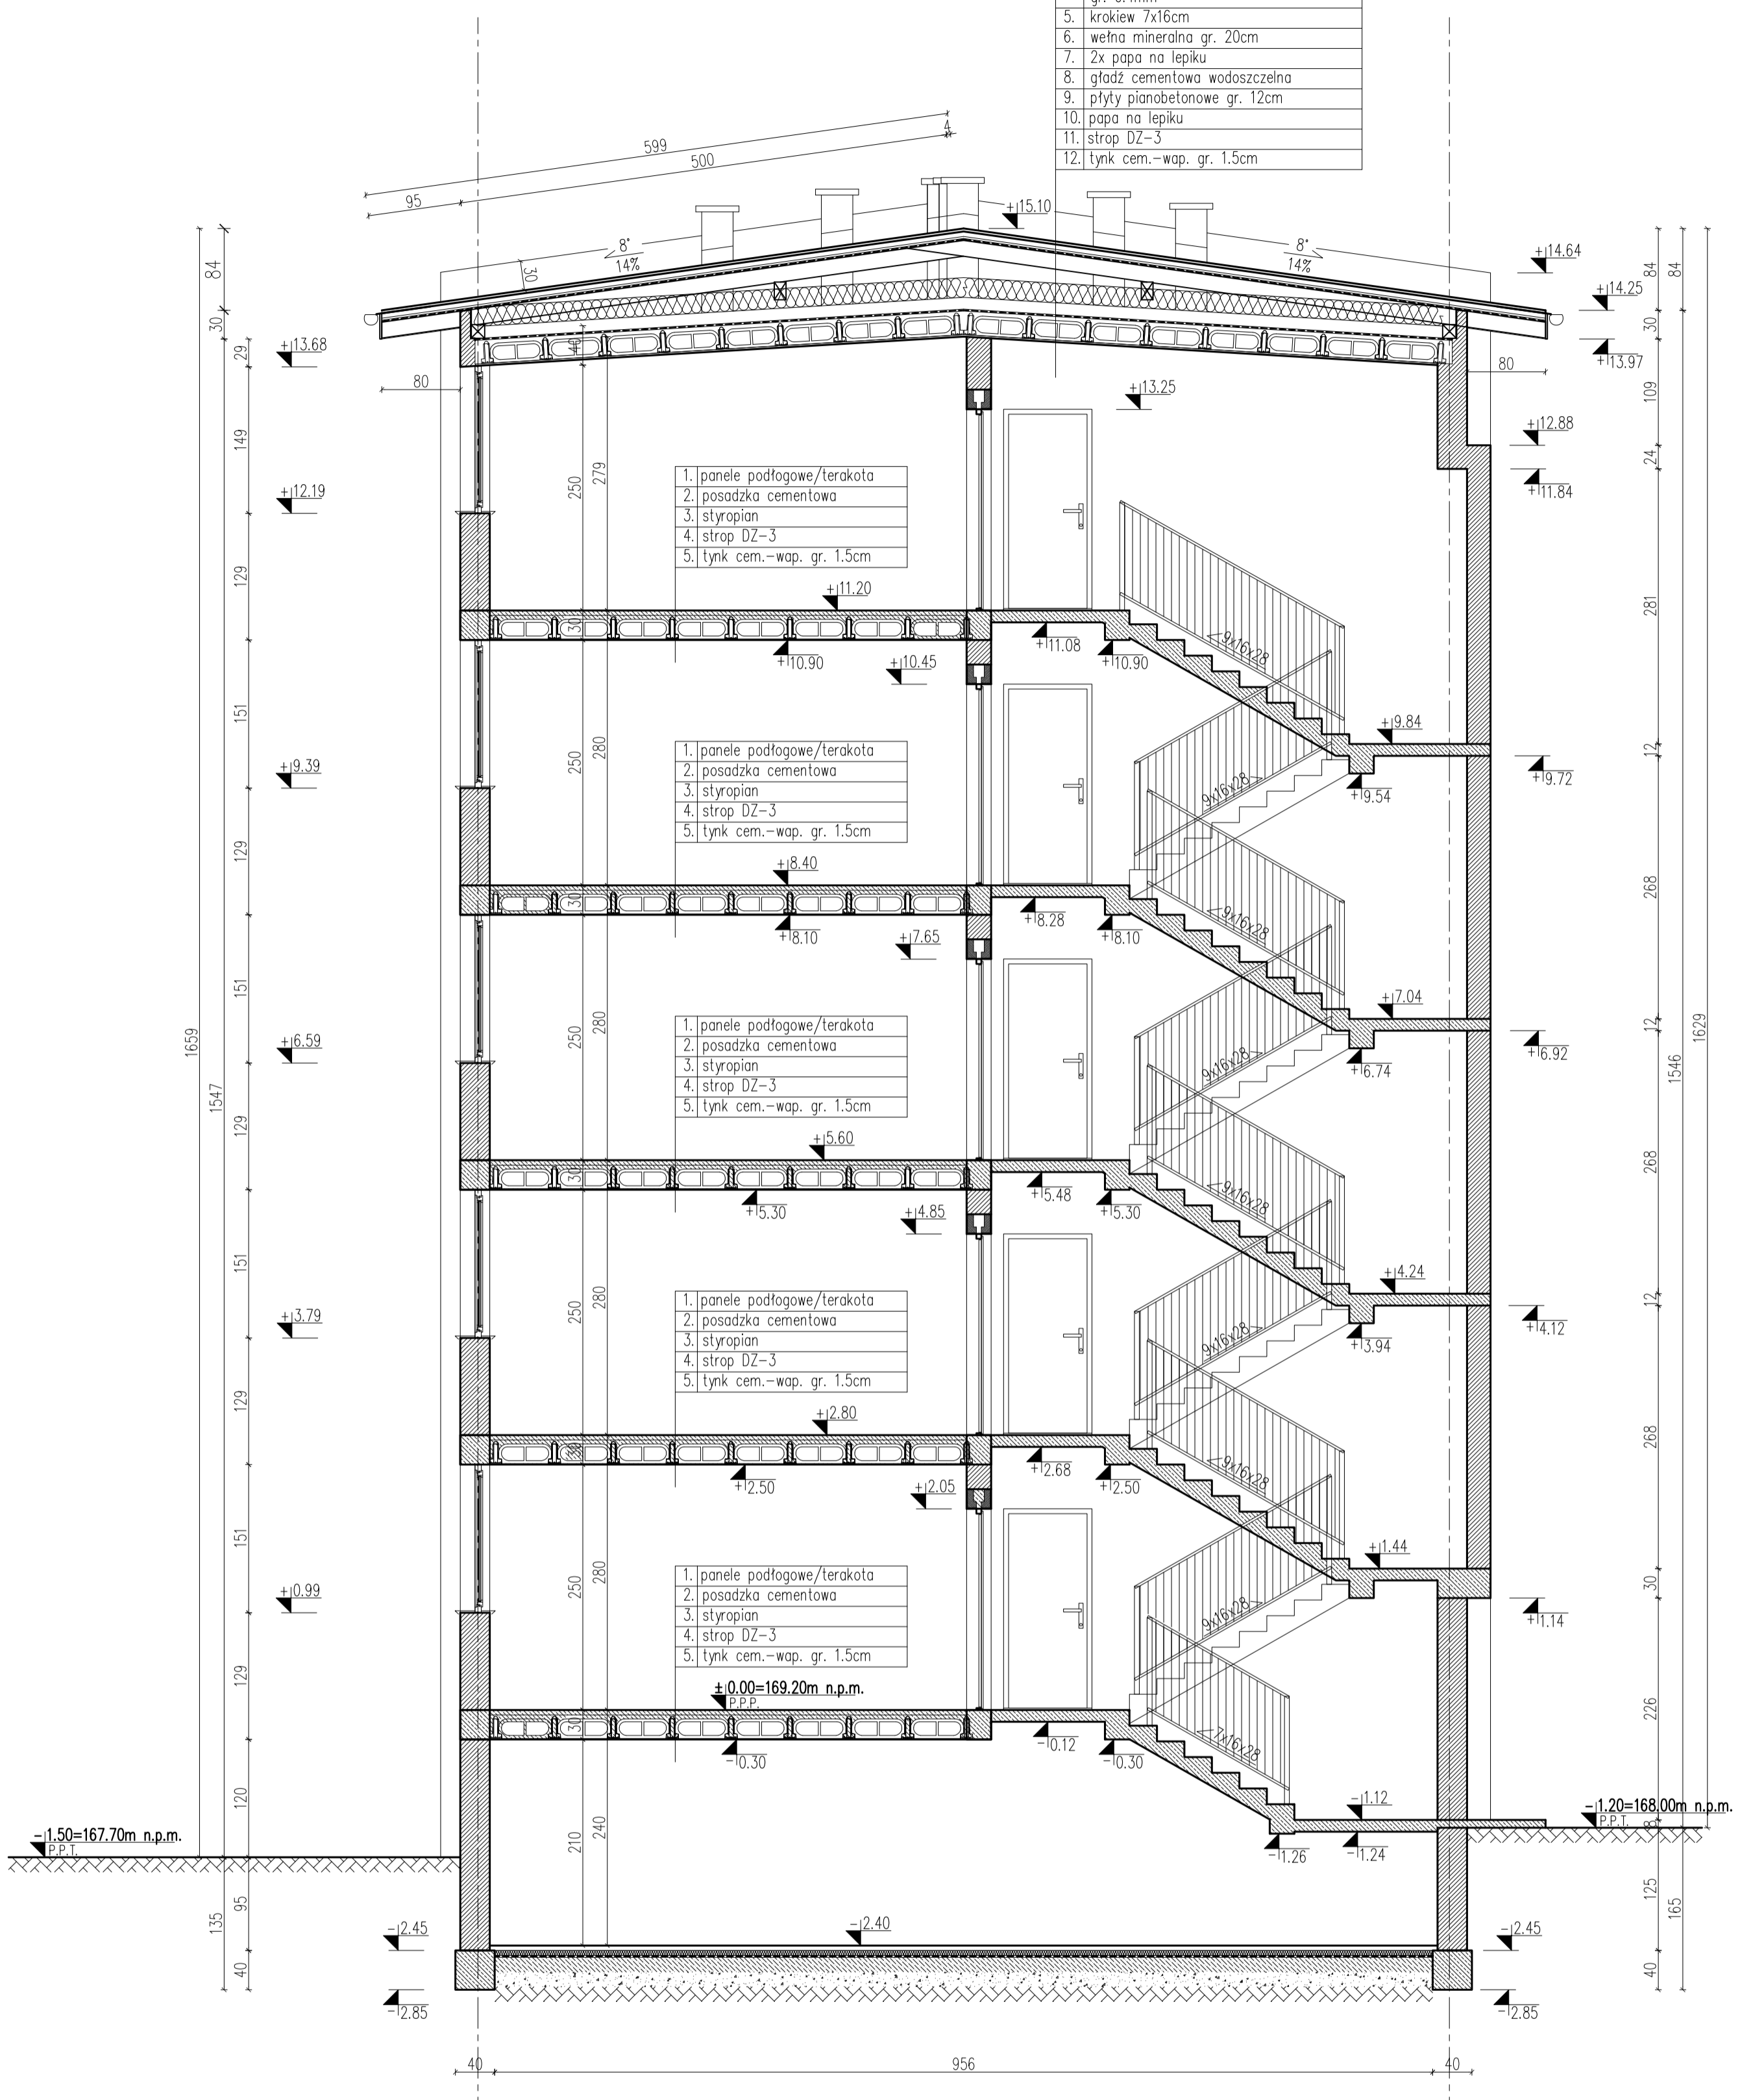 5. krokiew 7x16cm
6. wełna mineralna gr. 20cm
7. 2x papa na lepiku
8. gładź cementowa wodoszczelna
9. płyty pianobetonowe gr. 12cm
10. papa na lepiku
11. strop DZ-3
12. tynk cem.-wap. gr. 1.5cm
599
4
500
95
+15.10
8°
14%
8°
14%
30
+14.64
+14.25
+13.97
84
30
29
+13.68
80
80
40
+13.25
84
84
30
109
+12.88
24
+11.84
149
+12.19
250
279
1. panele podłogowe/terakota
2. posadzka cementowa
3. styropian
4. strop DZ-3
5. tynk cem.-wap. gr. 1.5cm
129
+11.20
30
+10.90
+11.08
+10.90
+10.45
9x16x28
281
151
+9.39
250
280
1. panele podłogowe/terakota
2. posadzka cementowa
3. styropian
4. strop DZ-3
5. tynk cem.-wap. gr. 1.5cm
9x16x28
+9.84
+9.54
12
+9.72
129
+8.40
30
+8.10
+8.28
+8.10
+7.65
9x16x28
268
151
+6.59
250
280
1. panele podłogowe/terakota
2. posadzka cementowa
3. styropian
4. strop DZ-3
5. tynk cem.-wap. gr. 1.5cm
9x16x28
+7.04
+6.74
12
+6.92
1659
1547
1546
1629
129
+5.60
30
+5.30
+5.48
+5.30
+4.85
9x16x28
268
151
+3.79
250
280
1. panele podłogowe/terakota
2. posadzka cementowa
3. styropian
4. strop DZ-3
5. tynk cem.-wap. gr. 1.5cm
9x16x28
+4.24
+3.94
12
+4.12
129
+2.80
30
+2.50
+2.68
+2.50
+2.05
9x16x28
268
151
+0.99
250
280
1. panele podłogowe/terakota
2. posadzka cementowa
3. styropian
4. strop DZ-3
5. tynk cem.-wap. gr. 1.5cm
9x16x28
+1.44
30
+1.14
129
±0.00=169.20m n.p.m.
P.P.P.
30
-0.30
-0.12
-0.30
7x16x28
226
120
210
240
-1.12
-1.26
-1.24
-1.50=167.70m n.p.m.
P.P.T.
-1.20=168.00m n.p.m.
P.P.T.
8
135
95
40
-2.45
-2.85
-2.40
-2.45
-2.85
125
165
40
40
956
40